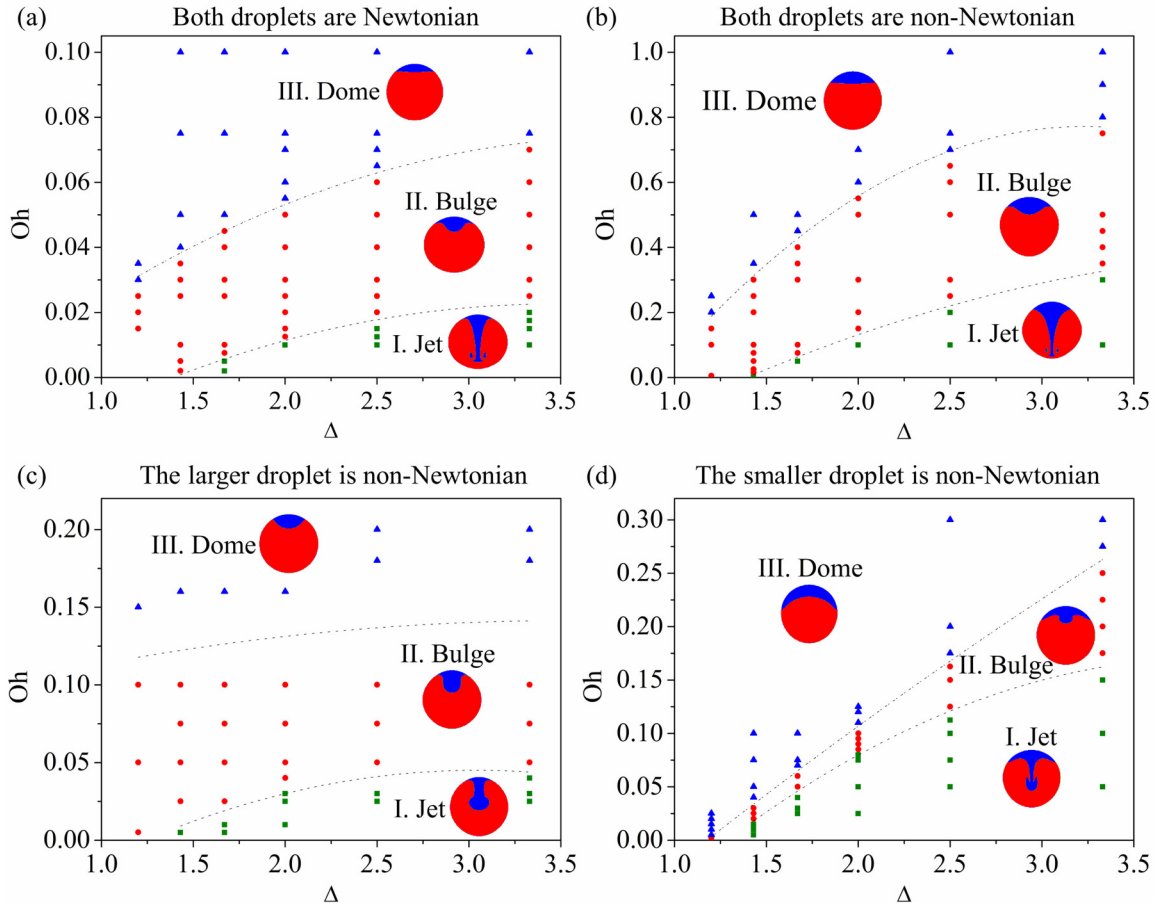 (a) Both droplets are Newtonian
0.10
0.08
0.06
0.04
0.02
0.00
Oh
III. Dome
II. Bulge
I. Jet
1.0 1.5 2.0 2.5 3.0 3.5
Δ
(b) Both droplets are non-Newtonian
1.0
0.8
0.6
0.4
0.2
0.0
Oh
III. Dome
II. Bulge
I. Jet
1.0 1.5 2.0 2.5 3.0 3.5
Δ
(c) The larger droplet is non-Newtonian
0.20
0.15
0.10
0.05
0.00
Oh
III. Dome
II. Bulge
I. Jet
1.0 1.5 2.0 2.5 3.0 3.5
Δ
(d) The smaller droplet is non-Newtonian
0.30
0.25
0.20
0.15
0.10
0.05
0.00
Oh
III. Dome
II. Bulge
I. Jet
1.0 1.5 2.0 2.5 3.0 3.5
Δ